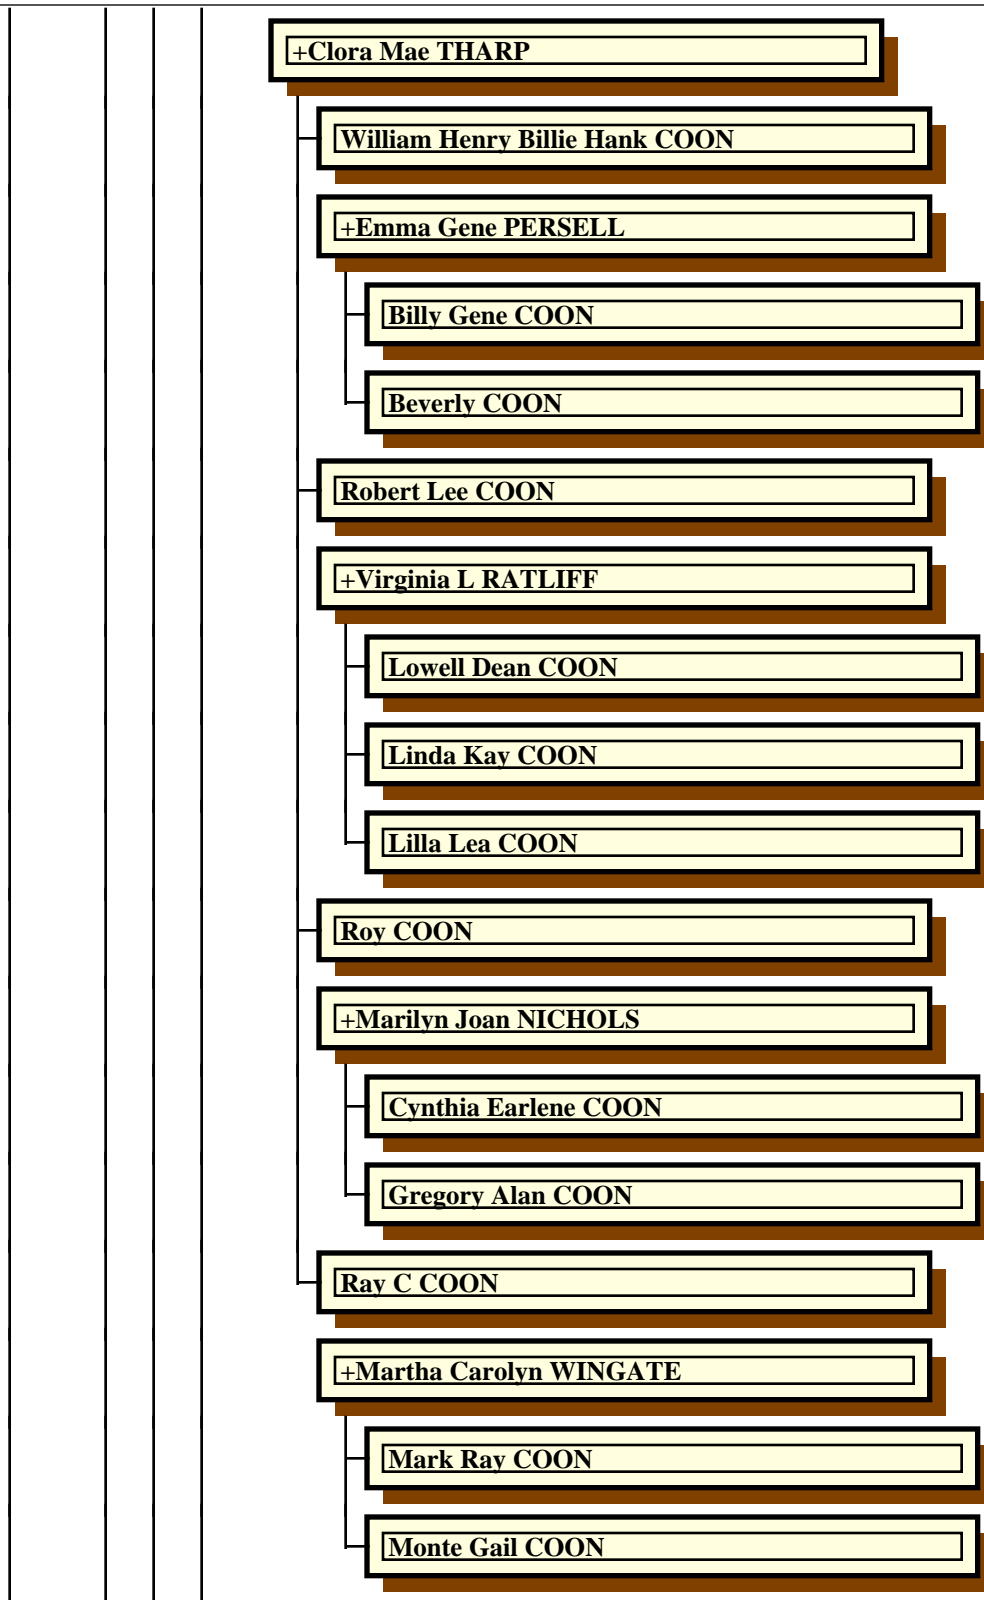 +Clora Mae THARP
William Henry Billie Hank COON
+Emma Gene PERSELL
Billy Gene COON
Beverly COON
Robert Lee COON
+Virginia L RATLIFF
Lowell Dean COON
Linda Kay COON
Lilla Lea COON
Roy COON
+Marilyn Joan NICHOLS
Cynthia Earlene COON
Gregory Alan COON
Ray C COON
+Martha Carolyn WINGATE
Mark Ray COON
Monte Gail COON